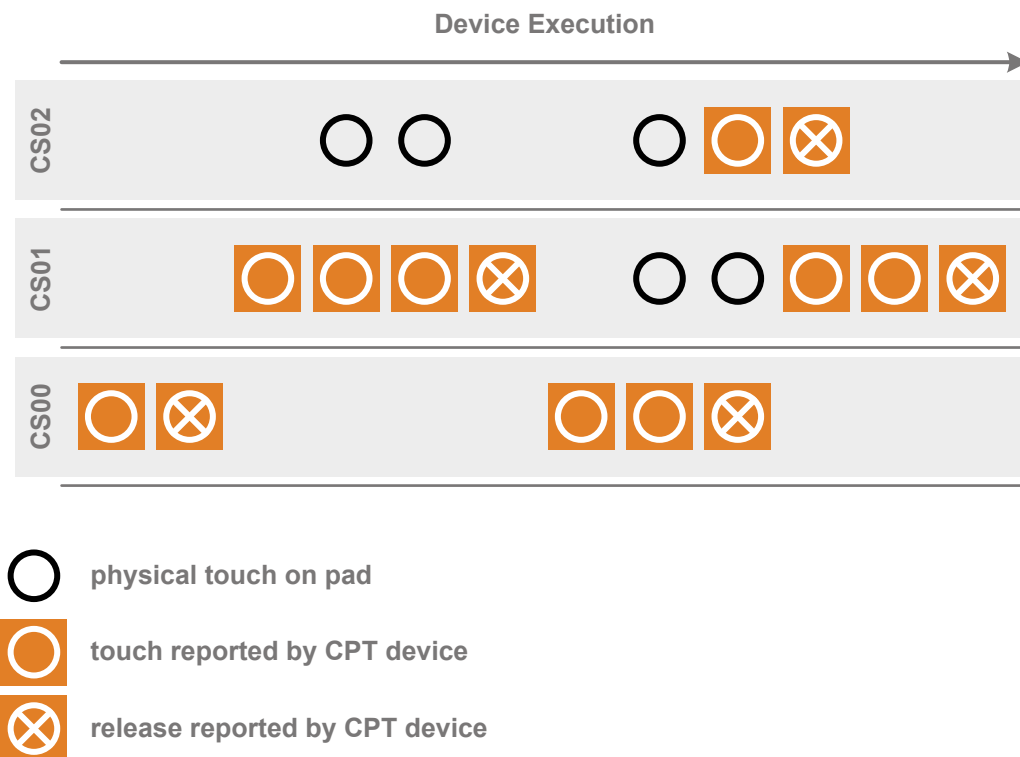 Device Execution
CS02
CS01
CS00
physical touch on pad
touch reported by CPT device
release reported by CPT device